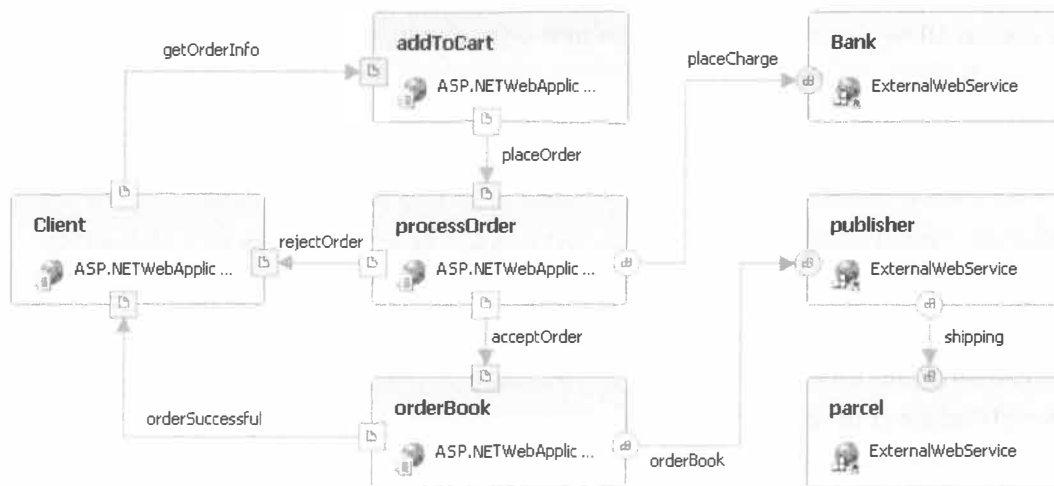 getOrderInfo
addToCart
ASP.NETWebApplic ...
placeCharge
Bank
ExternalWebService
placeOrder
Client
ASP.NETWebApplic ...
rejectOrder
processOrder
ASP.NETWebApplic ...
publisher
ExternalWebService
acceptOrder
shipping
orderSuccessful
orderBook
ASP.NETWebApplic ...
orderBook
parcel
ExternalWebService